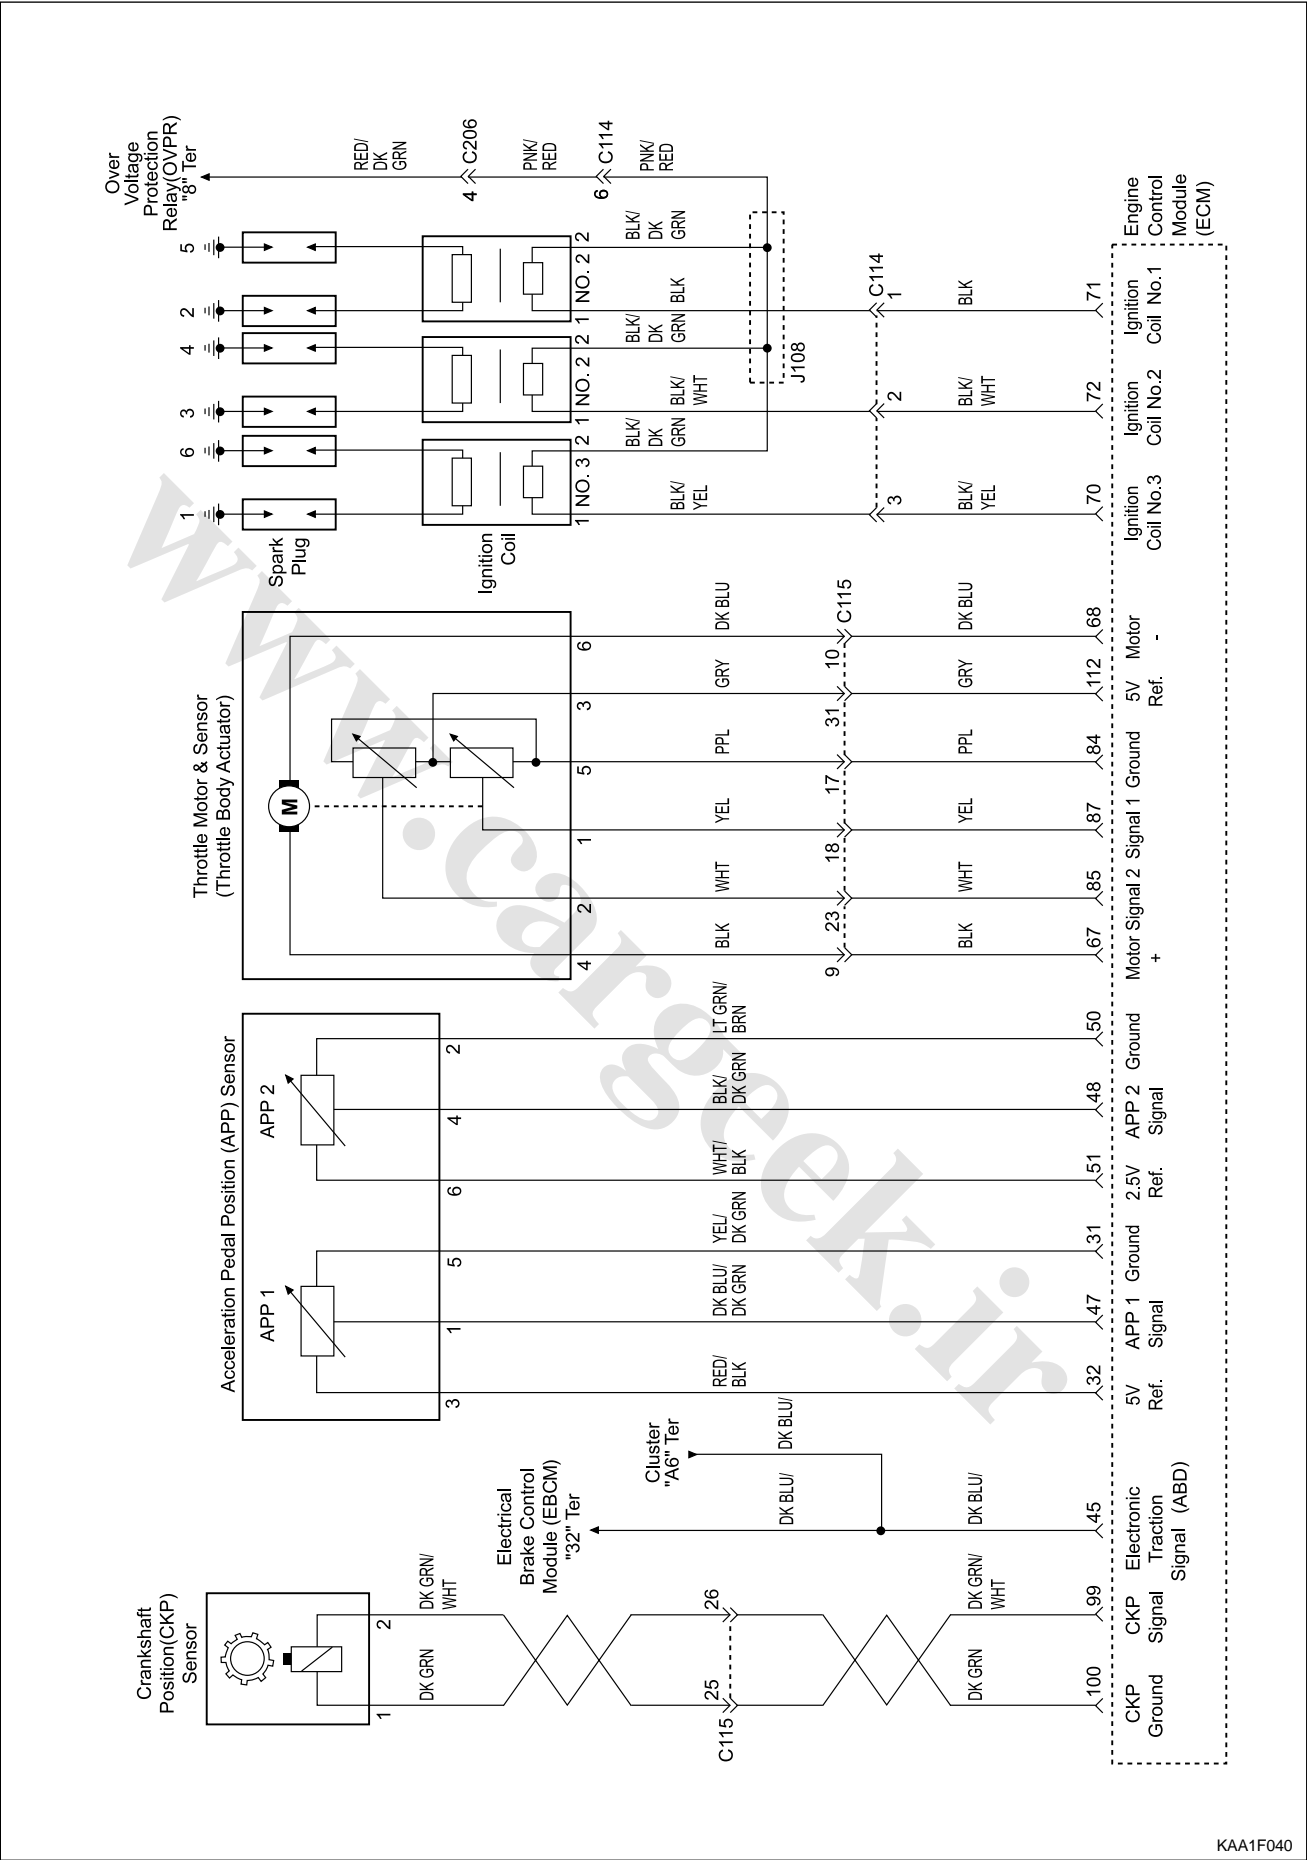 Over
Voltage
Protection
Relay(OVPR)
"8" Ter
RED/
DK
GRN
4
C206
PNK/
RED
6
C114
PNK/
RED
5
2
4
3
6
1
Spark
Plug
2
NO. 2
1
2
NO. 2
1
2
NO. 3
1
Ignition
Coil
BLK/
DK
GRN
BLK
BLK/
DK
GRN
BLK/
WHT
BLK/
DK
GRN
BLK/
YEL
J108
C114
1
2
3
BLK
BLK/
WHT
BLK/
YEL
71
72
70
Engine
Control
Module
(ECM)
Ignition
Coil No.1
Ignition
Coil No.2
Ignition
Coil No.3
Throttle Motor & Sensor
(Throttle Body Actuator)
M
6
3
5
1
2
4
DK BLU
GRY
PPL
YEL
WHT
BLK
C115
10
31
17
18
23
9
DK BLU
GRY
PPL
YEL
WHT
BLK
68
112
84
87
85
67
Motor
-
5V
Ref.
Ground
Signal 1
Signal 2
Motor
+
Acceleration Pedal Position (APP) Sensor
APP 2
APP 1
2
4
6
5
1
3
LT GRN/
BRN
BLK/
DK GRN
WHT/
BLK
YEL/
DK GRN
DK BLU/
DK GRN
RED/
BLK
50
48
51
31
47
32
Ground
APP 2
Signal
2.5V
Ref.
Ground
APP 1
Signal
5V
Ref.
Cluster
"A6" Ter
DK BLU/
Electrical
Brake Control
Module (EBCM)
"32" Ter
DK BLU/
DK BLU/
45
Electronic
Traction
Signal (ABD)
Crankshaft
Position(CKP)
Sensor
2
1
DK GRN/
WHT
DK GRN
26
25
C115
DK GRN/
WHT
DK GRN
99
100
CKP
Signal
CKP
Ground
www.cargeek.ir
KAA1F040